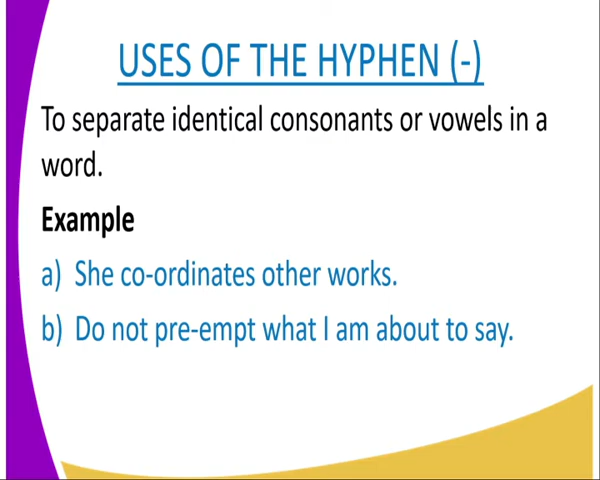 USES OF THE HYPHEN (-)
To separate identical consonants or vowels in a
word.
Example
a) She co-ordinates other works.
b) Do not pre-empt what I am about to say.